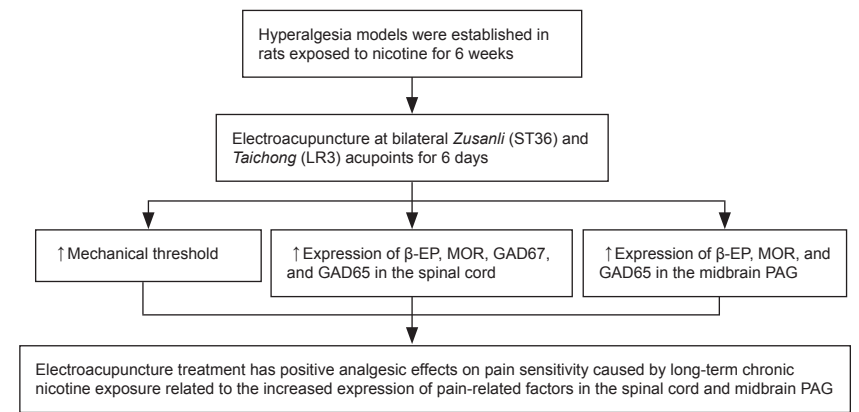 Hyperalgesia models were established in
rats exposed to nicotine for 6 weeks
Electroacupuncture at bilateral Zusanli (ST36) and
Taichong (LR3) acupoints for 6 days
↑Mechanical threshold
↑Expression of β-EP, MOR, GAD67,
and GAD65 in the spinal cord
↑Expression of β-EP, MOR, and
GAD65 in the midbrain PAG
Electroacupuncture treatment has positive analgesic effects on pain sensitivity caused by long-term chronic
nicotine exposure related to the increased expression of pain-related factors in the spinal cord and midbrain PAG